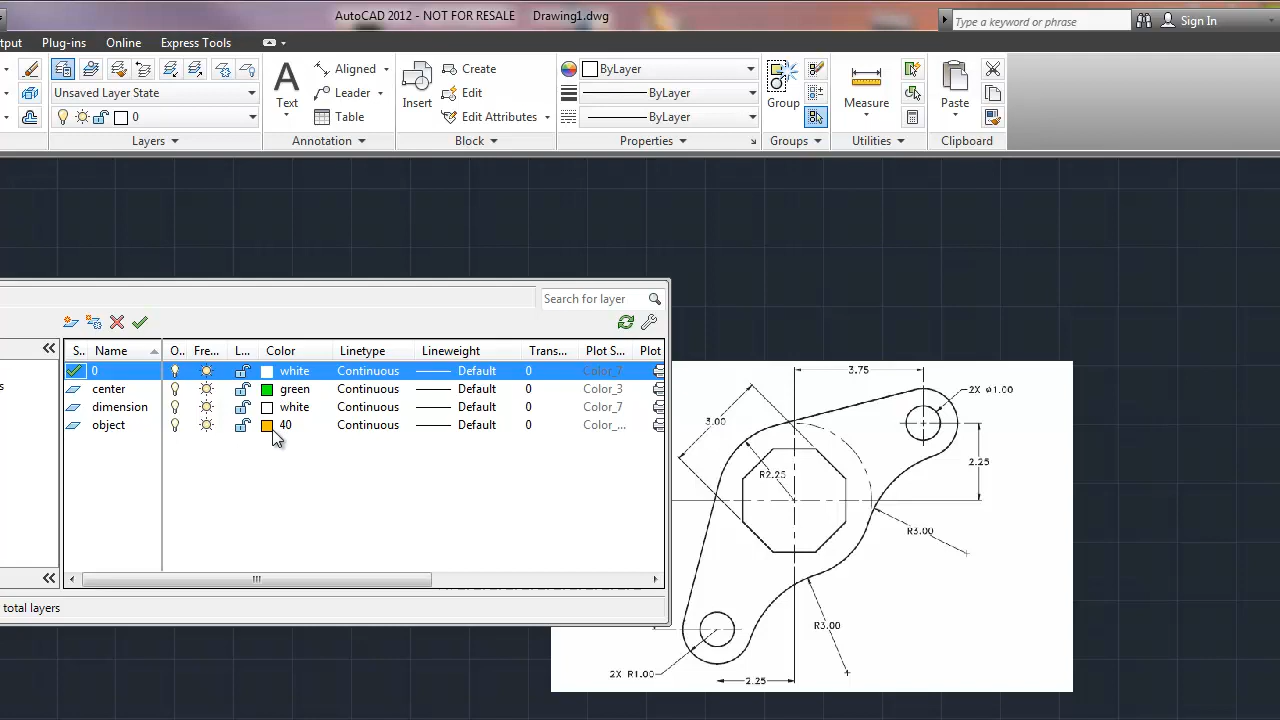 AutoCAD 2012 - NOT FOR RESALE Drawing1.dwg
Type a keyword or phrase
Sign In
tput Plug-ins Online Express Tools
Aligned Create ByLayer
Unsaved Layer State Leader Edit ByLayer
Text Insert Group Measure Paste
0 Table Edit Attributes ByLayer
Layers Annotation Block Properties Groups Utilities Clipboard
Search for layer
S.. Name O.. Fre... L... Color Linetype Lineweight Trans... Plot S... Plot
0 white Continuous Default 0 Color_7
center green Continuous Default 0 Color_3
dimension white Continuous Default 0 Color_7
object 40 Continuous Default 0 Color_...
s
total layers
3.75
2X ø1.00
3.00
2.25
R2.25
R3.00
R3.00
2X R1.00
2.25